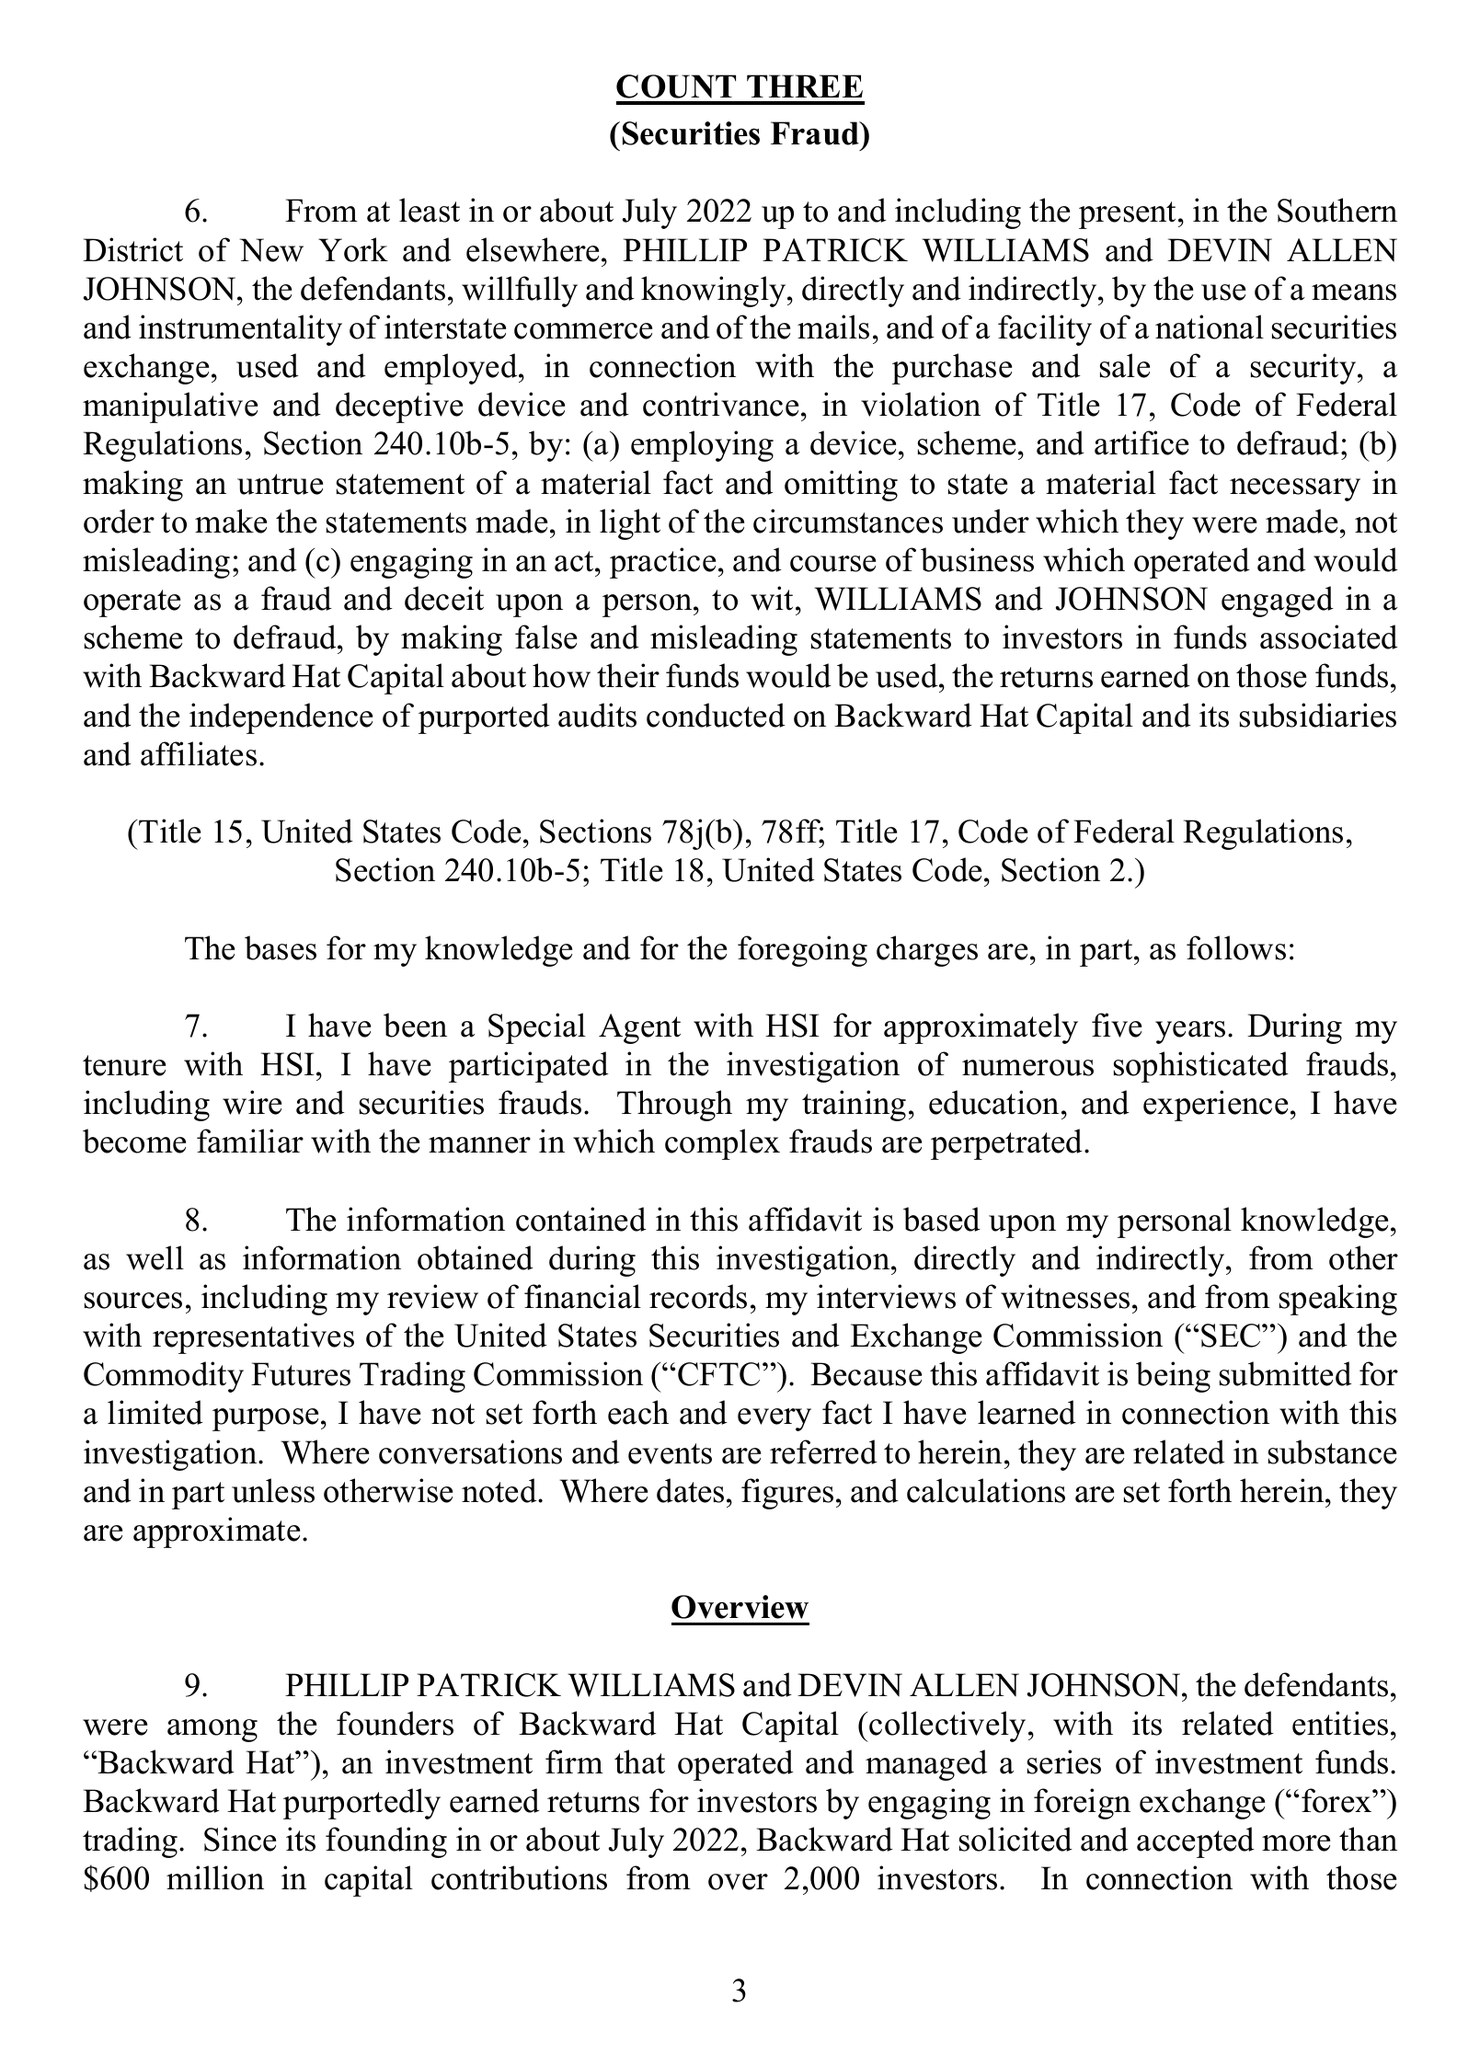 COUNT THREE
(Securities Fraud)
6. From at least in or about July 2022 up to and including the present, in the Southern
District of New York and elsewhere, PHILLIP PATRICK WILLIAMS and DEVIN ALLEN
JOHNSON, the defendants, willfully and knowingly, directly and indirectly, by the use of a means
and instrumentality of interstate commerce and of the mails, and of a facility of a national securities
exchange, used and employed, in connection with the purchase and sale of a security, a
manipulative and deceptive device and contrivance, in violation of Title 17, Code of Federal
Regulations, Section 240.10b-5, by: (a) employing a device, scheme, and artifice to defraud; (b)
making an untrue statement of a material fact and omitting to state a material fact necessary in
order to make the statements made, in light of the circumstances under which they were made, not
misleading; and (c) engaging in an act, practice, and course of business which operated and would
operate as a fraud and deceit upon a person, to wit, WILLIAMS and JOHNSON engaged in a
scheme to defraud, by making false and misleading statements to investors in funds associated
with Backward Hat Capital about how their funds would be used, the returns earned on those funds,
and the independence of purported audits conducted on Backward Hat Capital and its subsidiaries
and affiliates.
(Title 15, United States Code, Sections 78j(b), 78ff; Title 17, Code of Federal Regulations,
Section 240.10b-5; Title 18, United States Code, Section 2.)
The bases for my knowledge and for the foregoing charges are, in part, as follows:
7. I have been a Special Agent with HSI for approximately five years. During my
tenure with HSI, I have participated in the investigation of numerous sophisticated frauds,
including wire and securities frauds. Through my training, education, and experience, I have
become familiar with the manner in which complex frauds are perpetrated.
8. The information contained in this affidavit is based upon my personal knowledge,
as well as information obtained during this investigation, directly and indirectly, from other
sources, including my review of financial records, my interviews of witnesses, and from speaking
with representatives of the United States Securities and Exchange Commission (“SEC”) and the
Commodity Futures Trading Commission (“CFTC”). Because this affidavit is being submitted for
a limited purpose, I have not set forth each and every fact I have learned in connection with this
investigation. Where conversations and events are referred to herein, they are related in substance
and in part unless otherwise noted. Where dates, figures, and calculations are set forth herein, they
are approximate.
Overview
9. PHILLIP PATRICK WILLIAMS and DEVIN ALLEN JOHNSON, the defendants,
were among the founders of Backward Hat Capital (collectively, with its related entities,
“Backward Hat”), an investment firm that operated and managed a series of investment funds.
Backward Hat purportedly earned returns for investors by engaging in foreign exchange (“forex”)
trading. Since its founding in or about July 2022, Backward Hat solicited and accepted more than
$600 million in capital contributions from over 2,000 investors. In connection with those
3